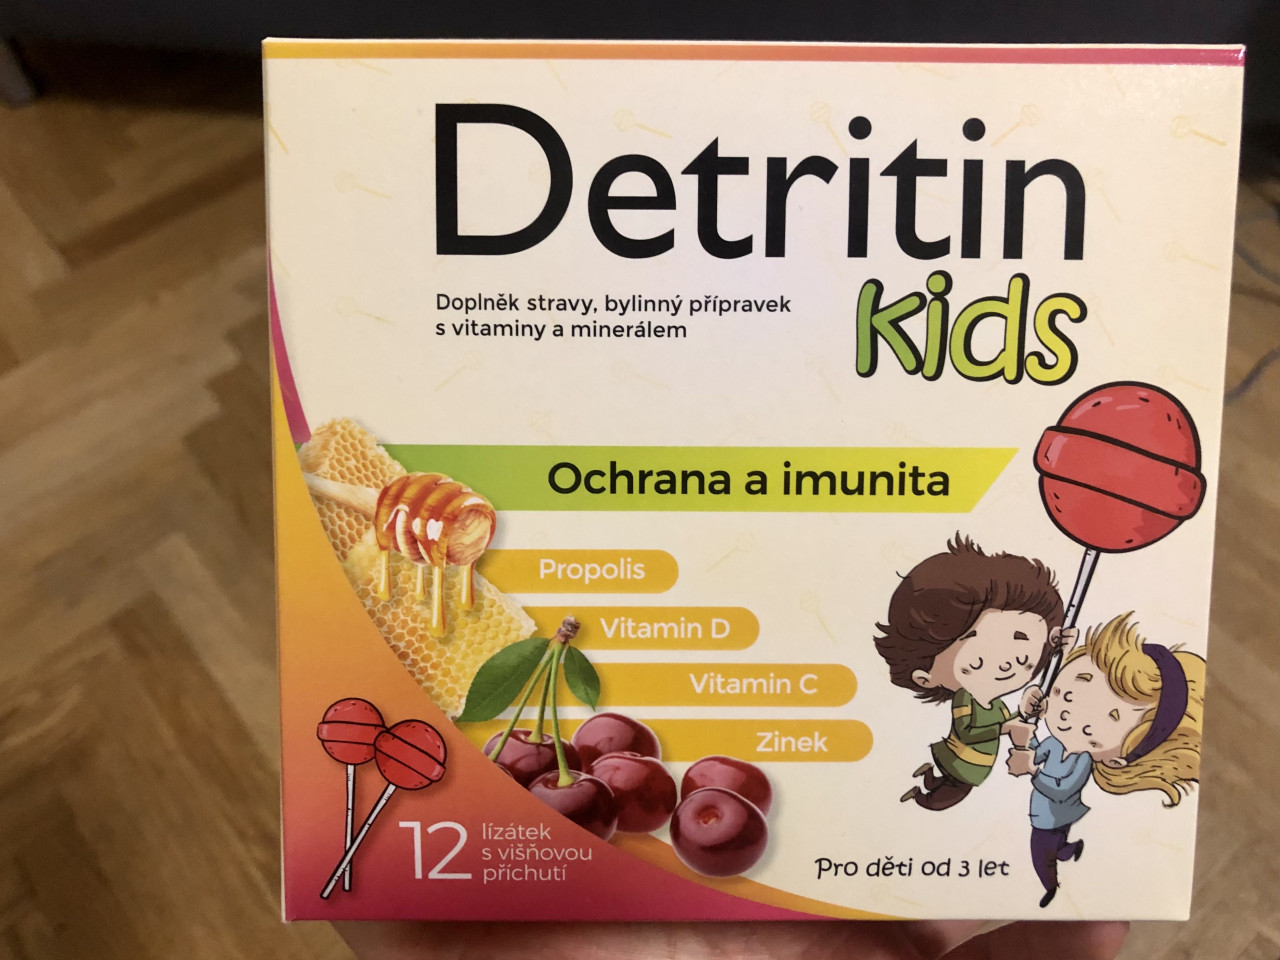 Detritin
kids
Doplněk stravy, bylinný přípravek
s vitaminy a minerálem
Ochrana a imunita
Propolis
Vitamin D
Vitamin C
Zinek
12 lízátek
s višňovou
příchutí
Pro děti od 3 let